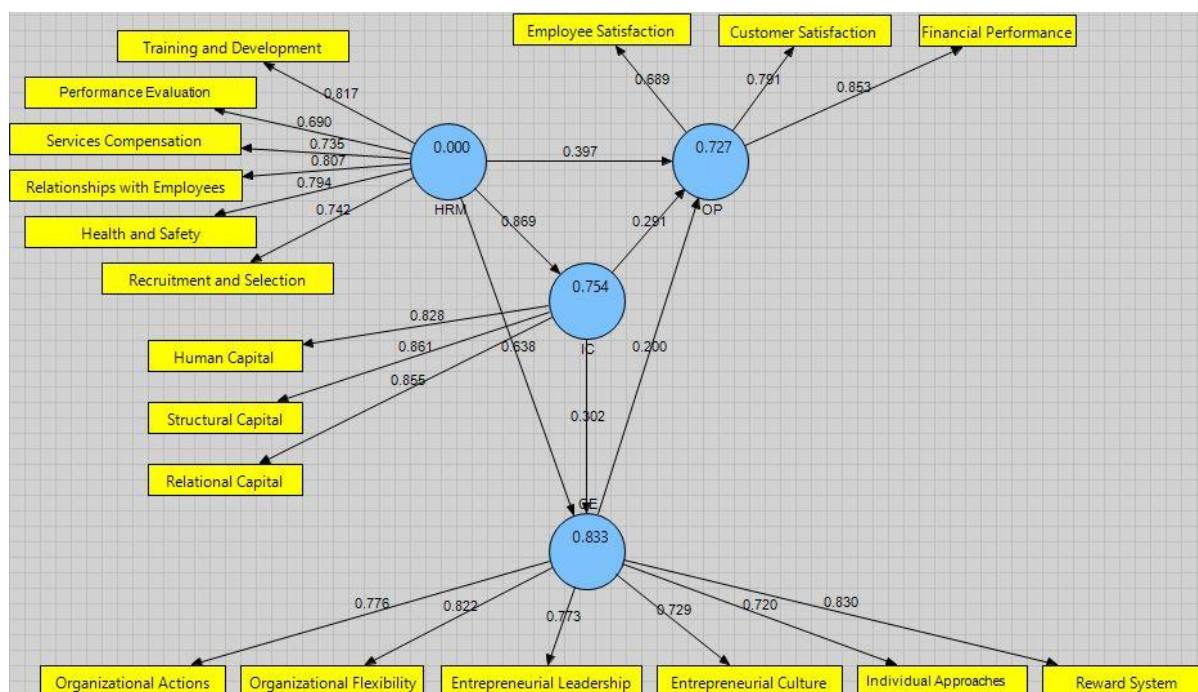 Training and Development
Employee Satisfaction
Customer Satisfaction
Financial Performance
Performance Evaluation
Services Compensation
Relationships with Employees
Health and Safety
Recruitment and Selection
0.817
0.690
0.735
0.807
0.794
0.742
0.689
0.791
0.853
0.000
HRM
0.397
0.727
OP
0.869
0.291
0.754
IC
0.828
0.861
0.855
0.638
0.200
0.302
Human Capital
Structural Capital
Relational Capital
CE
0.833
0.776
0.822
0.773
0.729
0.720
0.830
Organizational Actions
Organizational Flexibility
Entrepreneurial Leadership
Entrepreneurial Culture
Individual Approaches
Reward System